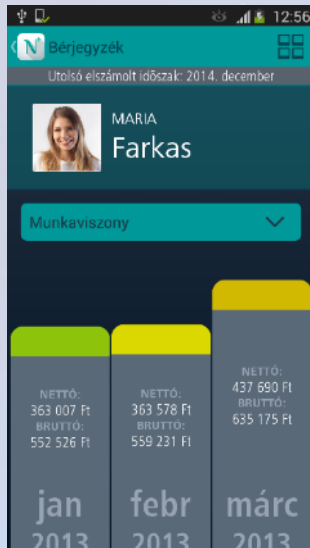 12:56
N
Bérjegyzék
Utolsó elszámolt időszak: 2014. december
MARIA
Farkas
Munkaviszony
NETTÓ:
363 007 Ft
BRUTTÓ:
552 526 Ft
jan
2013
NETTÓ:
363 578 Ft
BRUTTÓ:
559 231 Ft
febr
2013
NETTÓ:
437 690 Ft
BRUTTÓ:
635 175 Ft
márc
2013